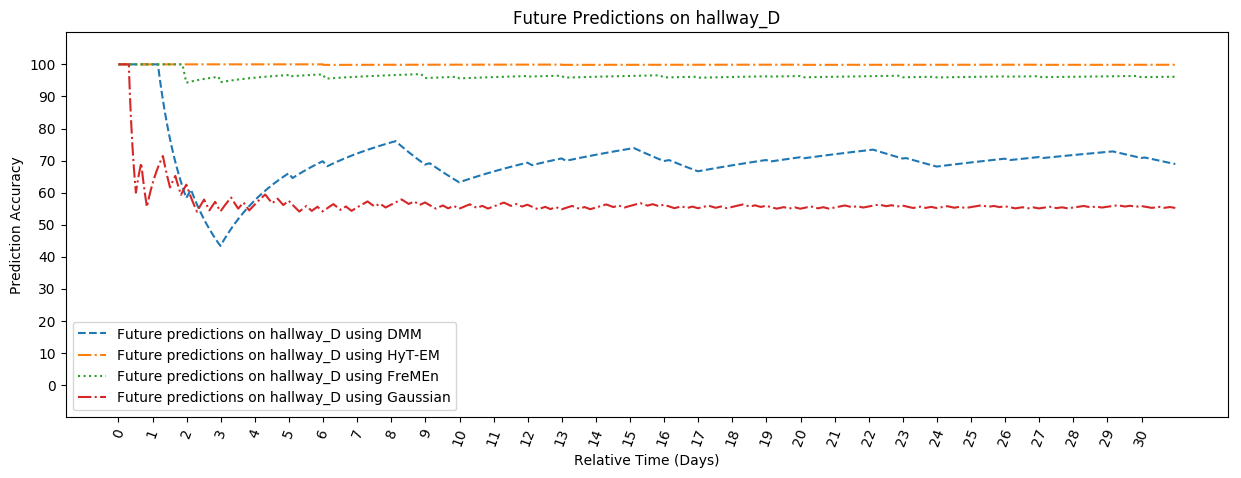 Future Predictions on hallway_D
Prediction Accuracy
100
90
80
70
60
50
40
30
20
10
0
Future predictions on hallway_D using DMM
Future predictions on hallway_D using HyT-EM
Future predictions on hallway_D using FreMEn
Future predictions on hallway_D using Gaussian
0 1 2 3 4 5 6 7 8 9 10 11 12 13 14 15 16 17 18 19 20 21 22 23 24 25 26 27 28 29 30
Relative Time (Days)